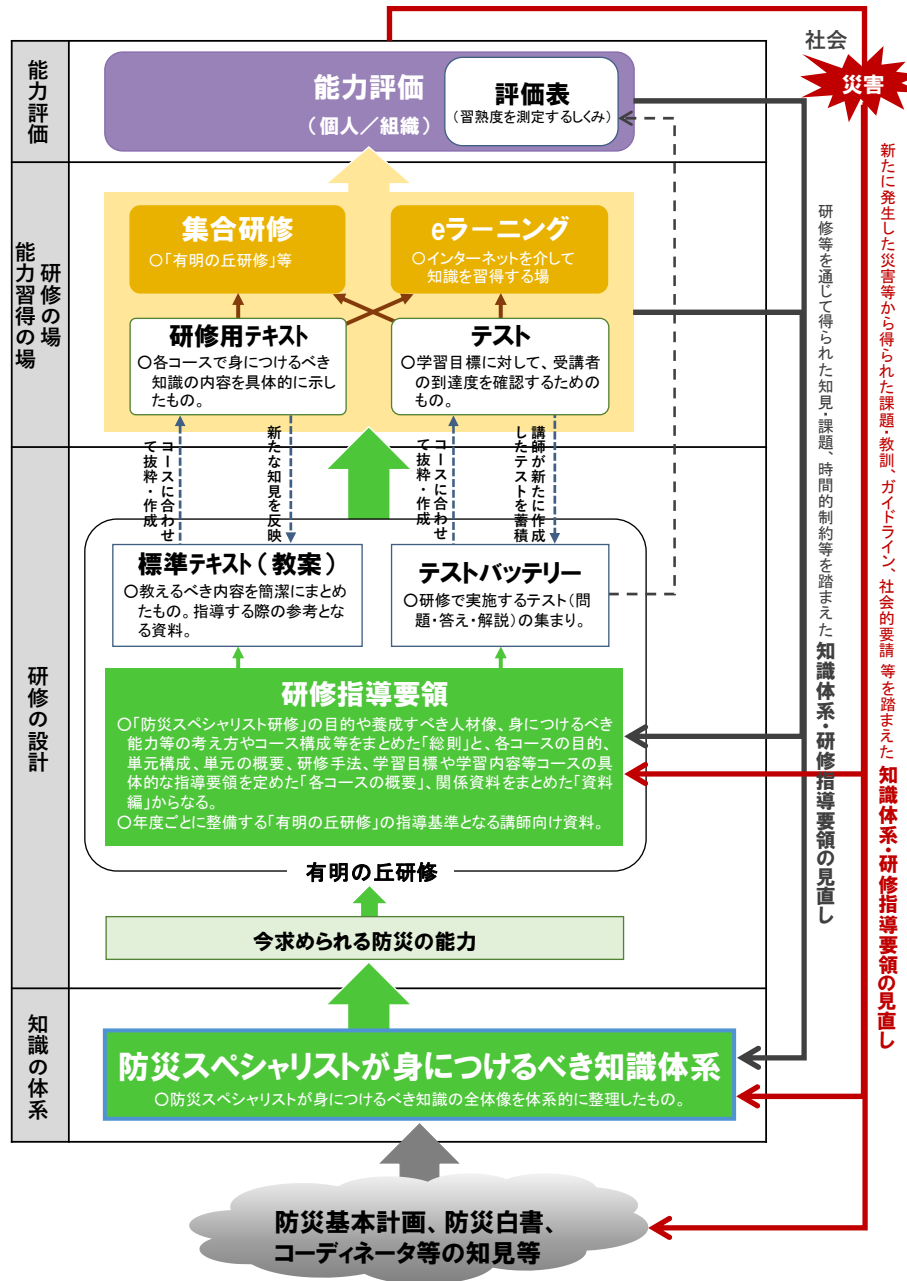 社会
災害
能力評価
能力評価
(個人/組織)
評価表
(習熟度を測定するしくみ)
研修の場
能力習得の場
集合研修
○「有明の丘研修」等
eラーニング
○インターネットを介して
知識を習得する場
研修用テキスト
○各コースで身につけるべき
知識の内容を具体的に示し
たもの。
テスト
○学習目標に対して、受講者
の到達度を確認するための
もの。
コースに合わせ
て抜粋・作成
新たな知見を反映
コースに合わせ
て抜粋・作成
講師が新たに作成
したテストを蓄積
研修の設計
標準テキスト(教案)
○教えるべき内容を簡潔にまとめ
たもの。指導する際の参考とな
る資料。
テストバッテリー
○研修で実施するテスト(問
題・答え・解説)の集まり。
研修指導要領
○「防災スペシャリスト研修」の目的や養成すべき人材像、身につけるべき
能力等の考え方やコース構成等をまとめた「総則」と、各コースの目的、
単元構成、単元の概要、研修手法、学習目標や学習内容等コースの具
体的な指導要領を定めた「各コースの概要」、関係資料をまとめた「資料
編」からなる。
○年度ごとに整備する「有明の丘研修」の指導基準となる講師向け資料。
有明の丘研修
今求められる防災の能力
知識の体系
防災スペシャリストが身につけるべき知識体系
○防災スペシャリストが身につけるべき知識の全体像を体系的に整理したもの。
防災基本計画、防災白書、
コーディネータ等の知見等
研修等を通じて得られた知見・課題、時間的制約等を踏まえた 知識体系・研修指導要領の見直し
新たに発生した災害等から得られた課題・教訓、ガイドライン、社会的要請 等を踏まえた 知識体系・研修指導要領の見直し